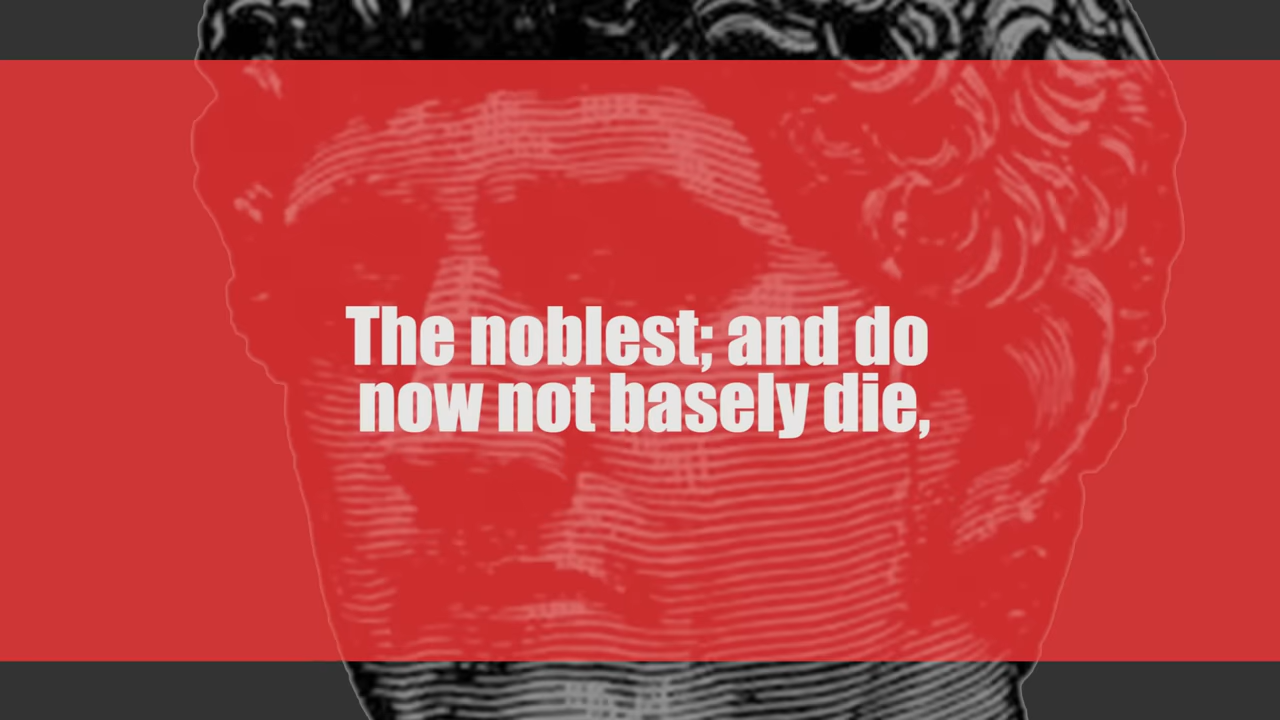 The noblest; and do
now not basely die,